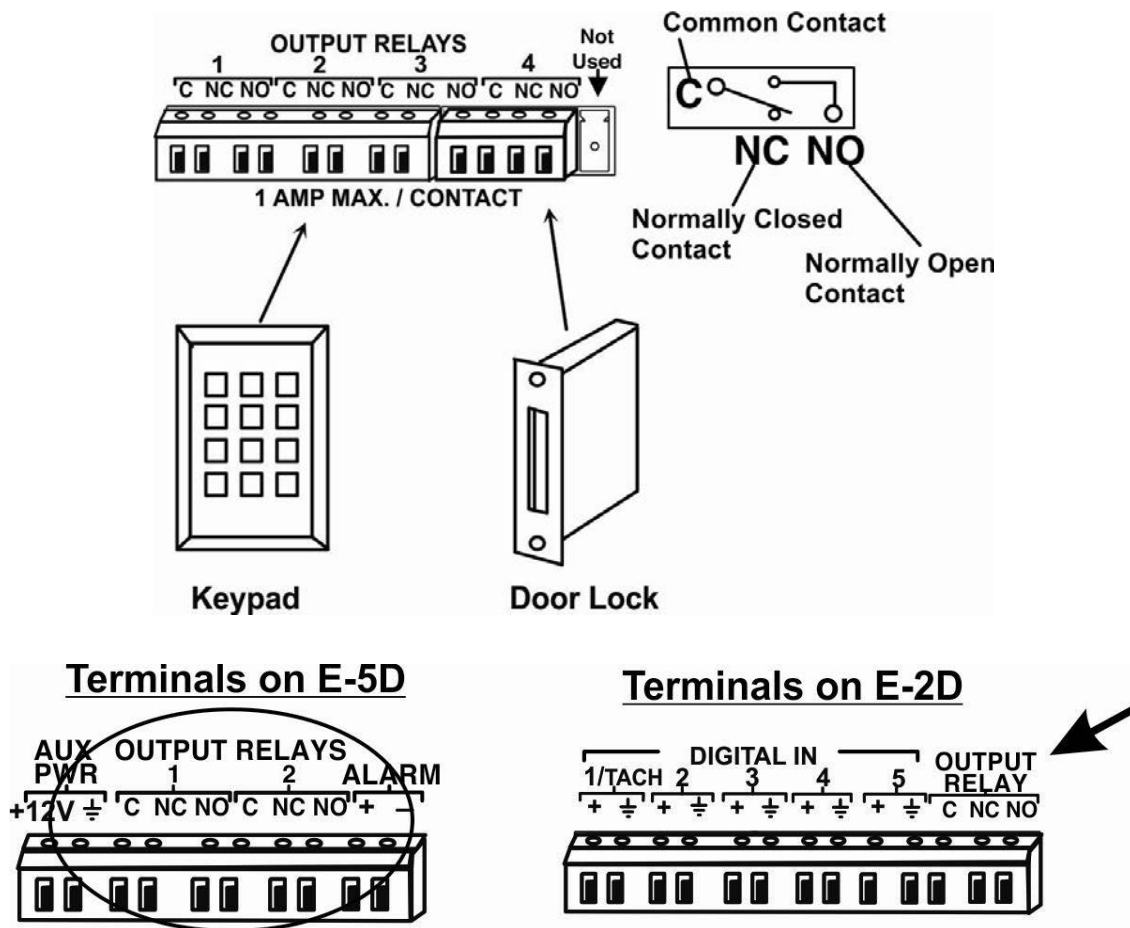 Common Contact
OUTPUT RELAYS
Not
Used
1 2 3 4
C NC NO C NC NO C NC NO C NC NO
C
NC NO
1 AMP MAX. / CONTACT
Normally Closed
Contact
Normally Open
Contact
Keypad
Door Lock
Terminals on E-5D
AUX
PWR
OUTPUT RELAYS
1 2
ALARM
+12V ⏚ C NC NO C NC NO + −
Terminals on E-2D
DIGITAL IN
1/TACH 2 3 4 5
OUTPUT
RELAY
+ ⏚ + ⏚ + ⏚ + ⏚ + ⏚ C NC NO